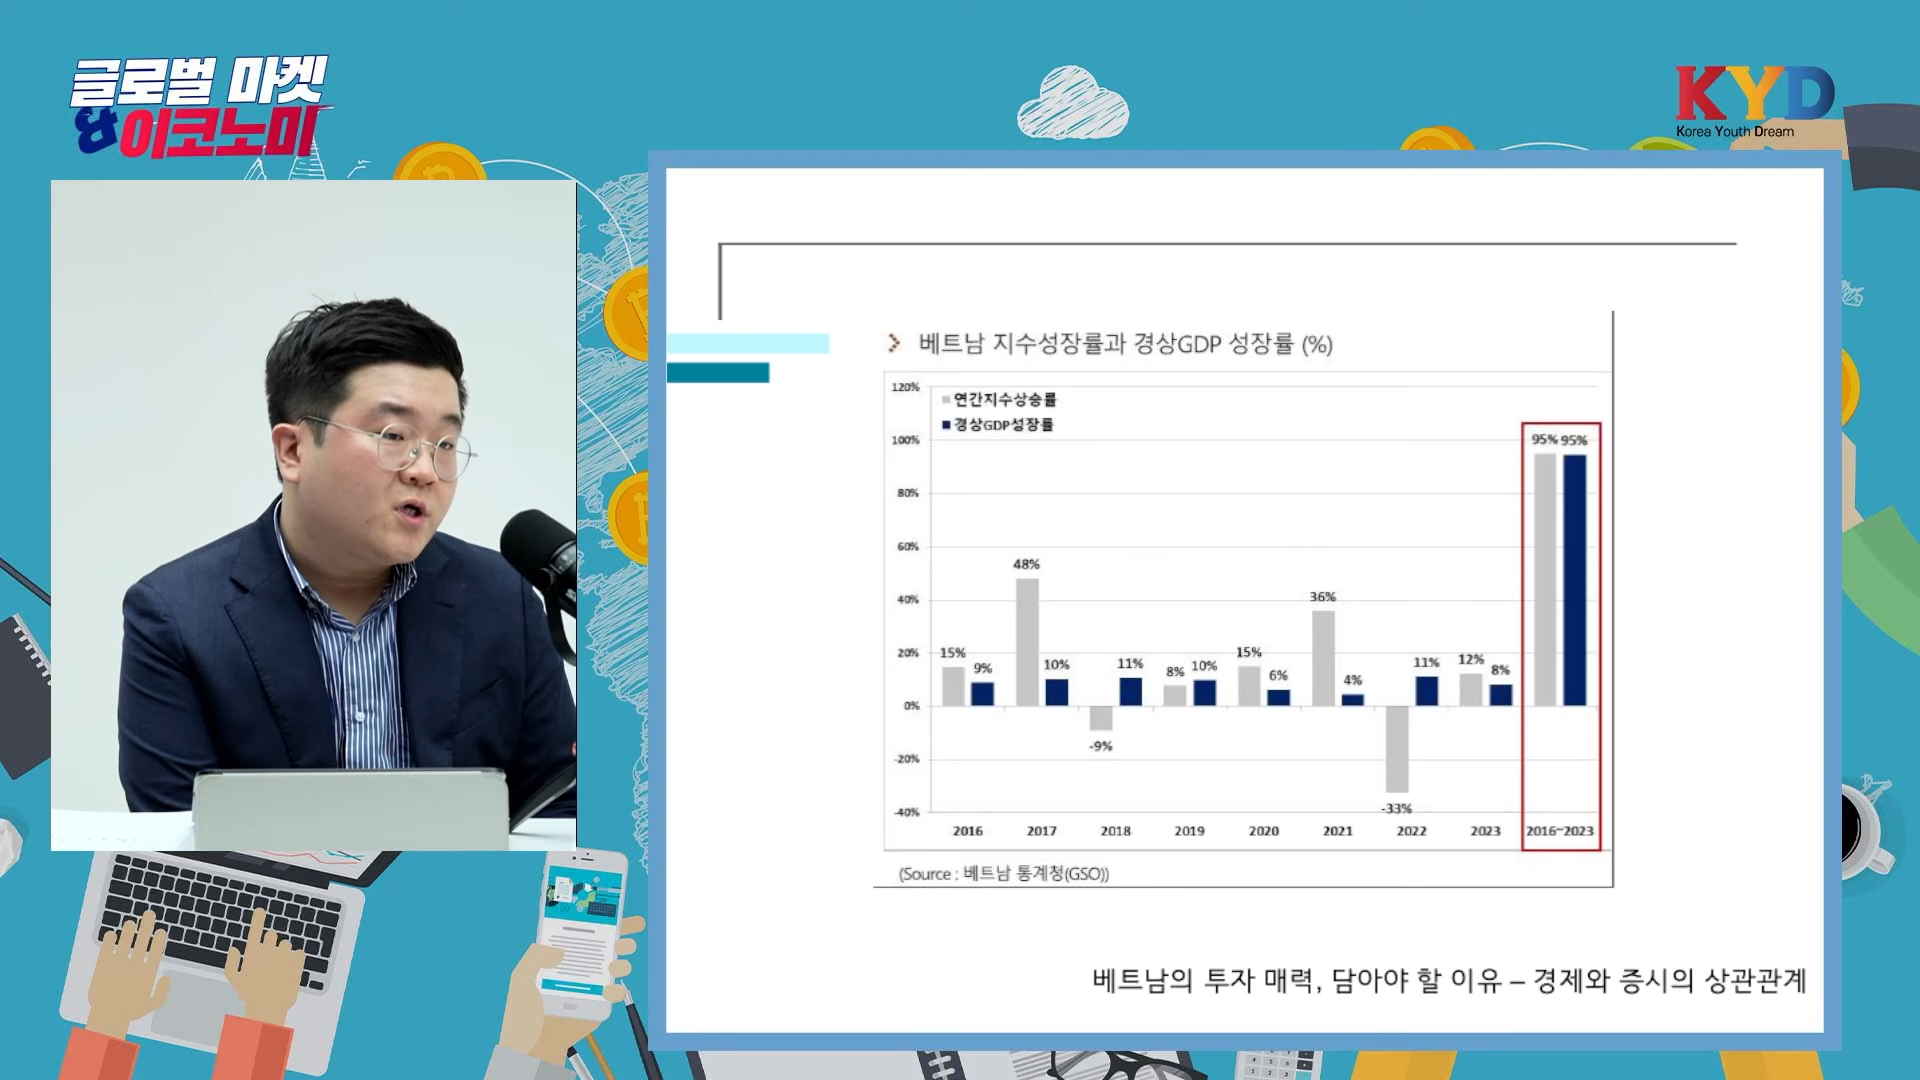 글로벌 마켓
&이코노미
KYD
Korea Youth Dream
베트남 지수성장률과 경상GDP 성장률 (%)
120%
연간지수상승률
경상GDP성장률
100%
80%
60%
40%
20%
0%
-20%
-40%
15% 9%
48% 10%
-9% 11%
8% 10%
15% 6%
36% 4%
-33% 11%
12% 8%
95% 95%
2016 2017 2018 2019 2020 2021 2022 2023 2016~2023
(Source : 베트남 통계청(GSO))
베트남의 투자 매력, 담아야 할 이유 – 경제와 증시의 상관관계